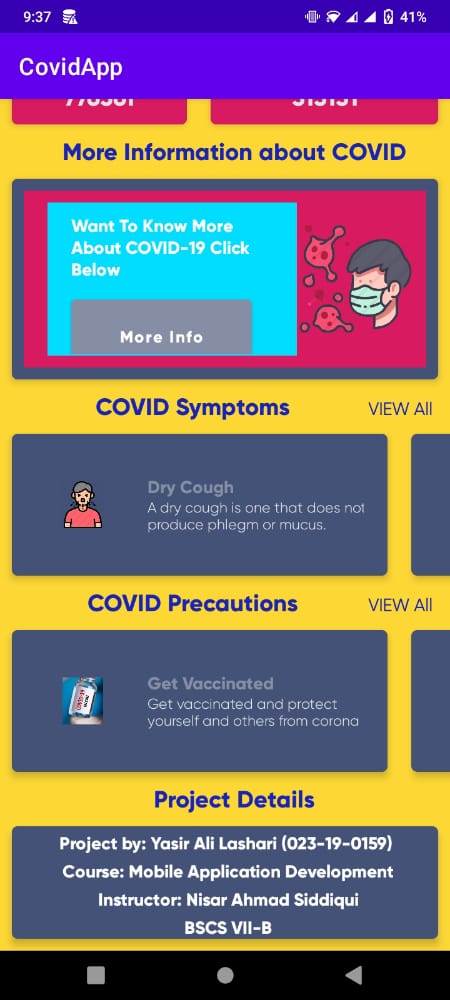 9:37
41%
CovidApp
More Information about COVID
Want To Know More
About COVID-19 Click
Below
More Info
COVID Symptoms
VIEW All
Dry Cough
A dry cough is one that does not
produce phlegm or mucus.
COVID Precautions
VIEW All
Get Vaccinated
Get vaccinated and protect
yourself and others from corona
Project Details
Project by: Yasir Ali Lashari (023-19-0159)
Course: Mobile Application Development
Instructor: Nisar Ahmad Siddiqui
BSCS VII-B